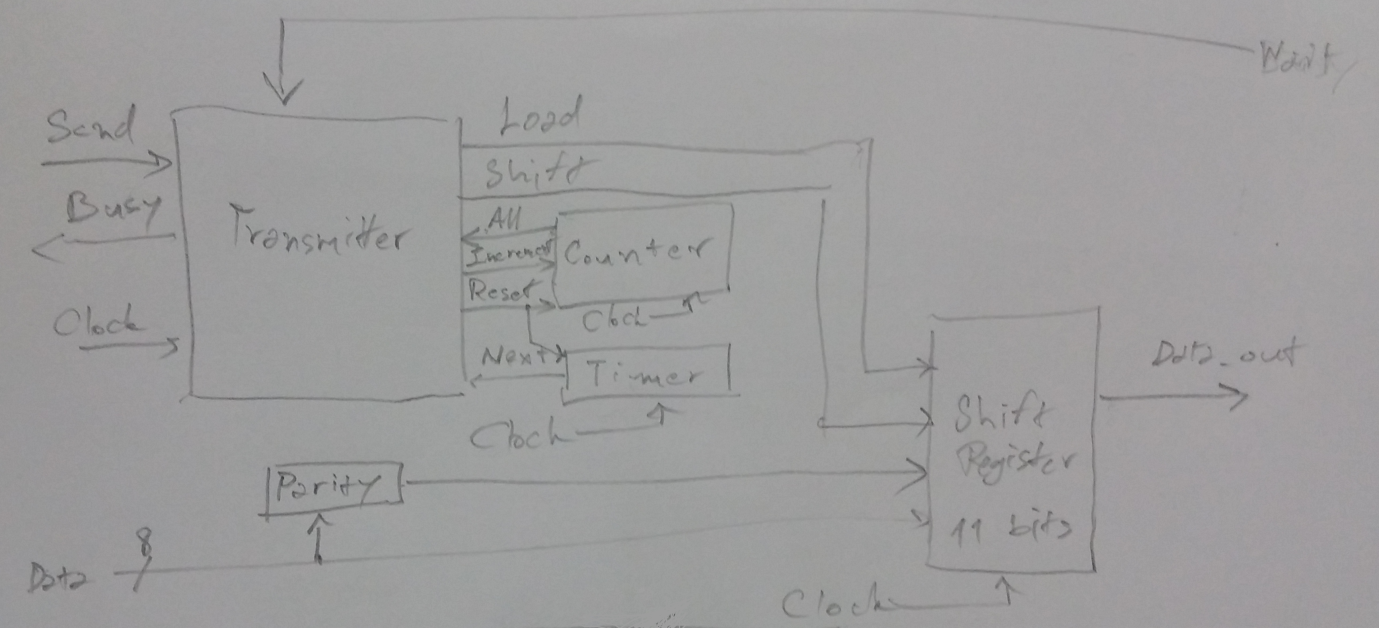 Wait
Send
Load
Shift
Busy
Transmitter
All
Increment
Counter
Reset
Clock
Clock
Next
Timer
Data_out
Clock
Shift
Register
Parity
11 bits
8
Data
Clock